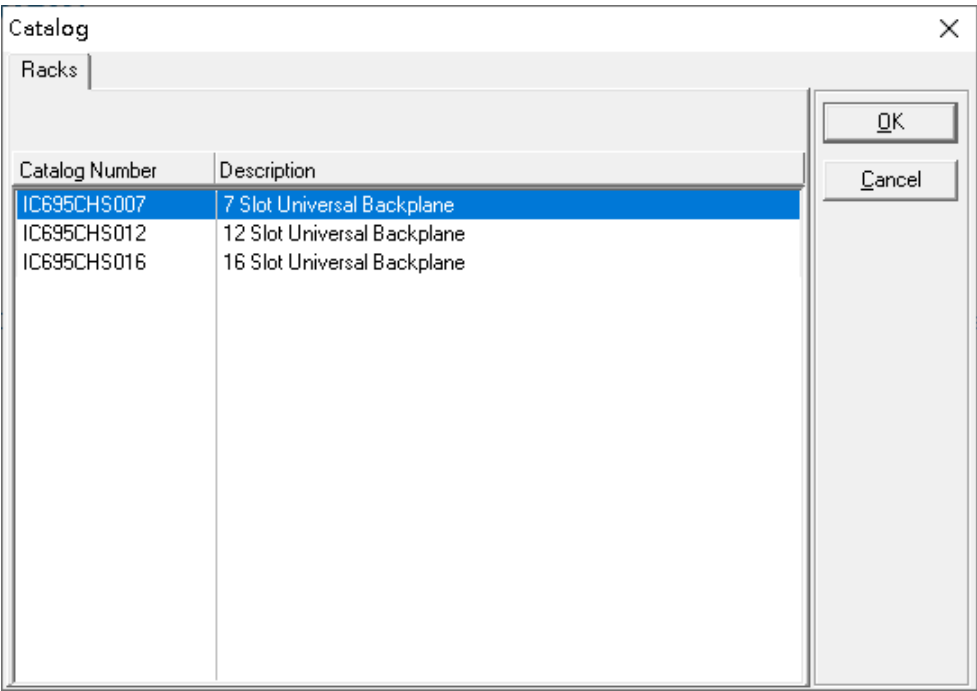 Catalog
Racks
OK
Catalog Number Description
Cancel
IC695CHS007 7 Slot Universal Backplane
IC695CHS012 12 Slot Universal Backplane
IC695CHS016 16 Slot Universal Backplane